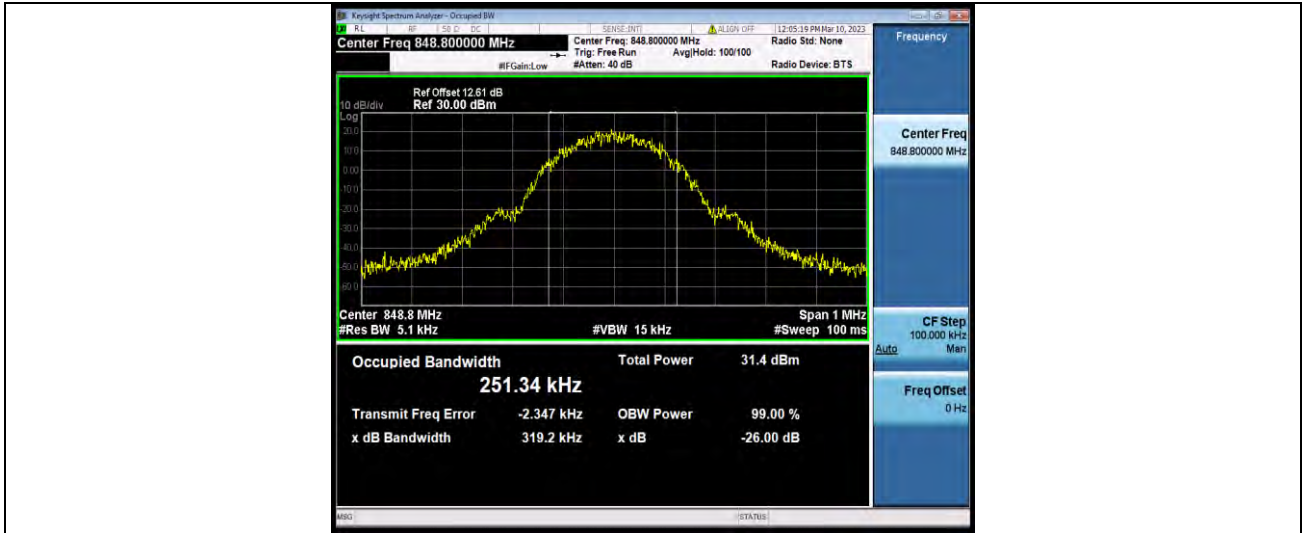 Keysight Spectrum Analyzer - Occupied BW
RL RF 50 Ω DC SENSE:INT ALIGN OFF 12:05:19 PM Mar 10, 2023
Center Freq 848.800000 MHz
Center Freq: 848.800000 MHz Radio Std: None
Trig: Free Run Avg|Hold: 100/100
#IFGain:Low #Atten: 40 dB Radio Device: BTS
Ref Offset 12.61 dB
10 dB/div Ref 30.00 dBm
Log
20.0
10.0
0.00
-10.0
-20.0
-30.0
-40.0
-50.0
-60.0
Center 848.8 MHz Span 1 MHz
#Res BW 5.1 kHz #VBW 15 kHz #Sweep 100 ms
Occupied Bandwidth Total Power 31.4 dBm
251.34 kHz
Transmit Freq Error -2.347 kHz OBW Power 99.00 %
x dB Bandwidth 319.2 kHz x dB -26.00 dB
MSG STATUS
Frequency
Center Freq
848.800000 MHz
CF Step
100.000 kHz
Auto Man
Freq Offset
0 Hz